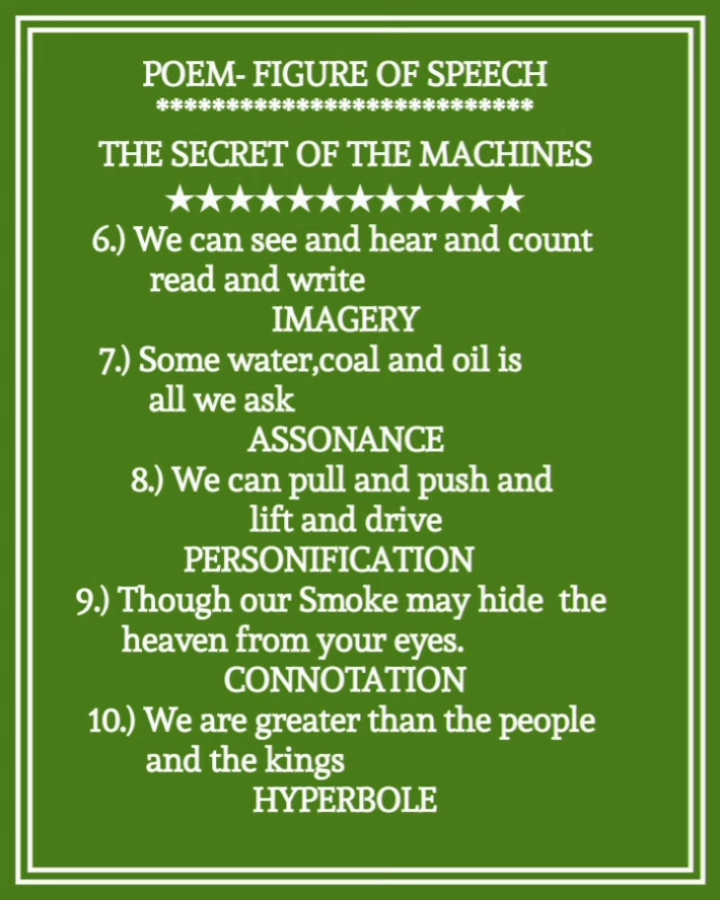 POEM- FIGURE OF SPEECH
***************************
THE SECRET OF THE MACHINES
★★★★★★★★★★★★
6.) We can see and hear and count
read and write
IMAGERY
7.) Some water,coal and oil is
all we ask
ASSONANCE
8.) We can pull and push and
lift and drive
PERSONIFICATION
9.) Though our Smoke may hide the
heaven from your eyes.
CONNOTATION
10.) We are greater than the people
and the kings
HYPERBOLE